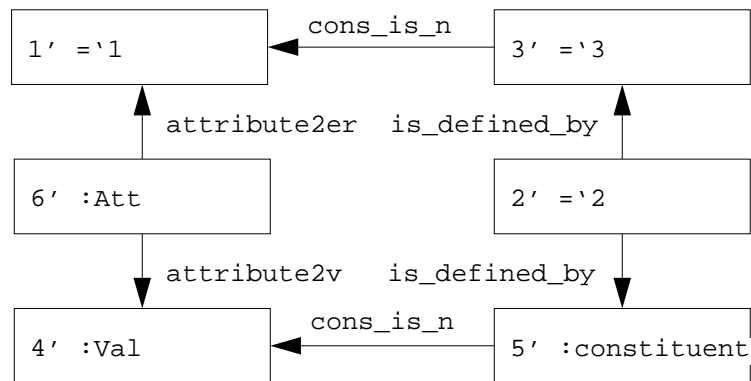 cons_is_n
1′ =‘1
3′ =‘3
attribute2er is_defined_by
6′ :Att
2′ =‘2
attribute2v is_defined_by
cons_is_n
4′ :Val
5′ :constituent